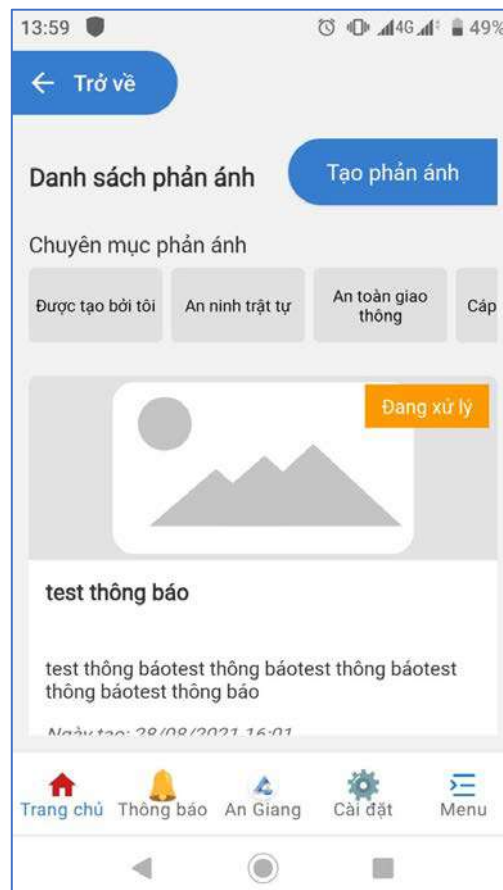 13:59 4G 49%
Trở về
Danh sách phản ánh
Tạo phản ánh
Chuyên mục phản ánh
Được tạo bởi tôi
An ninh trật tự
An toàn giao
thông
Cáp
Đang xử lý
test thông báo
test thông báotest thông báotest thông báotest
thông báotest thông báo
Ngày tạo: 28/08/2021 16:01
Trang chủ Thông báo An Giang Cài đặt Menu